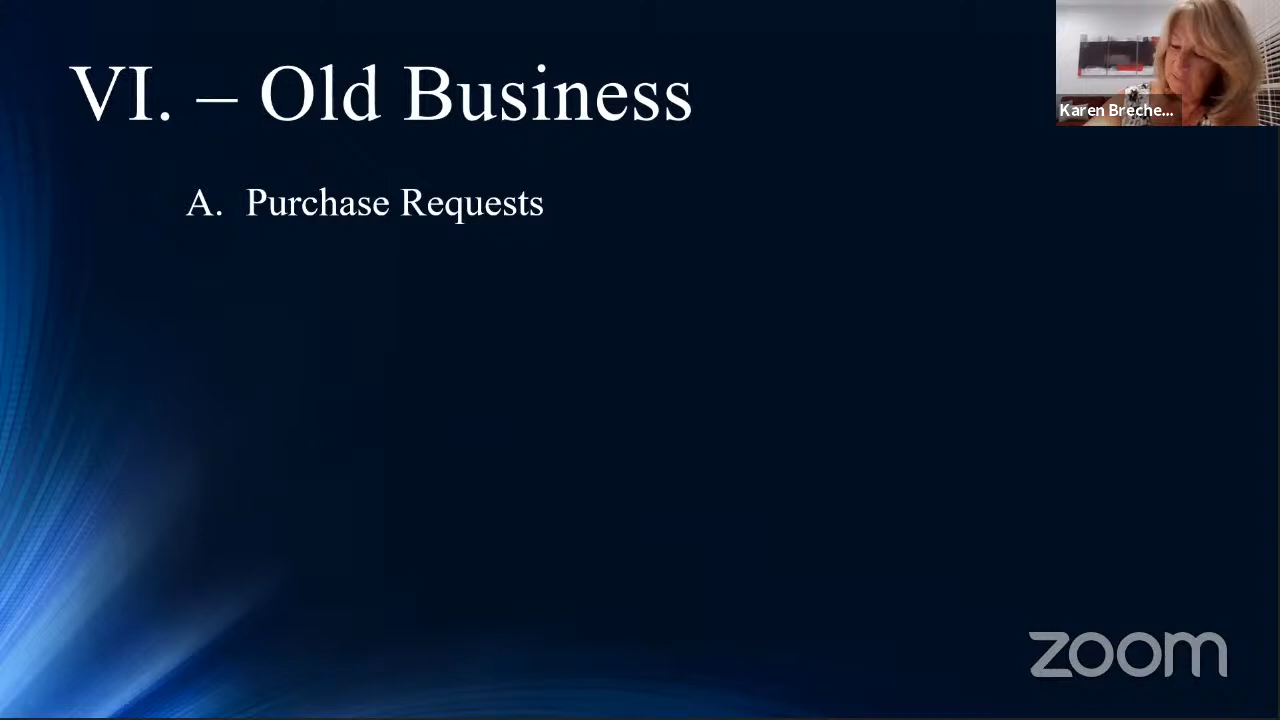 VI. – Old Business
Karen Breche...
A. Purchase Requests
zoom